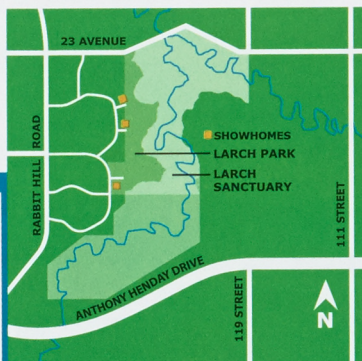 23 AVENUE
RABBIT HILL ROAD
SHOWHOMES
LARCH PARK
LARCH
SANCTUARY
111 STREET
ANTHONY HENDAY DRIVE
119 STREET
N